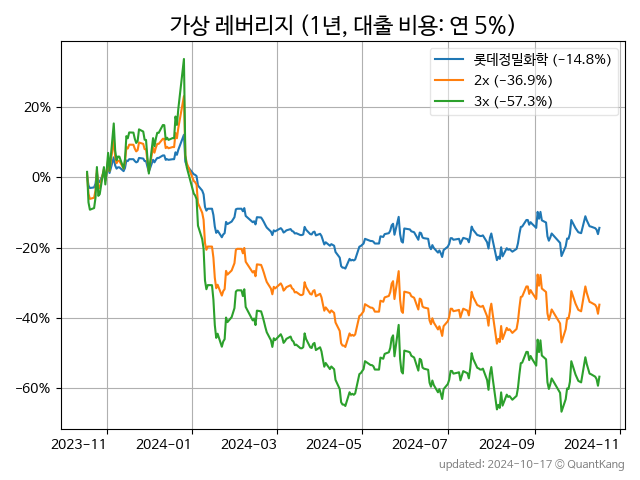 가상 레버리지 (1년, 대출 비용: 연 5%)
롯데정밀화학 (−14.8%)
2x (−36.9%)
3x (−57.3%)
20%
0%
−20%
−40%
−60%
2023-11 2024-01 2024-03 2024-05 2024-07 2024-09 2024-11
updated: 2024-10-17 © QuantKang